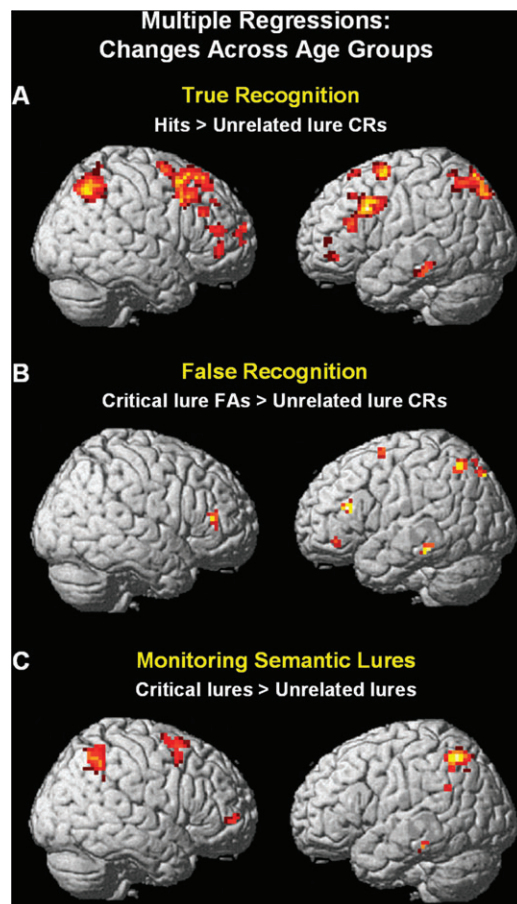 Multiple Regressions:
Changes Across Age Groups
A
True Recognition
Hits > Unrelated lure CRs
B
False Recognition
Critical lure FAs > Unrelated lure CRs
C
Monitoring Semantic Lures
Critical lures > Unrelated lures